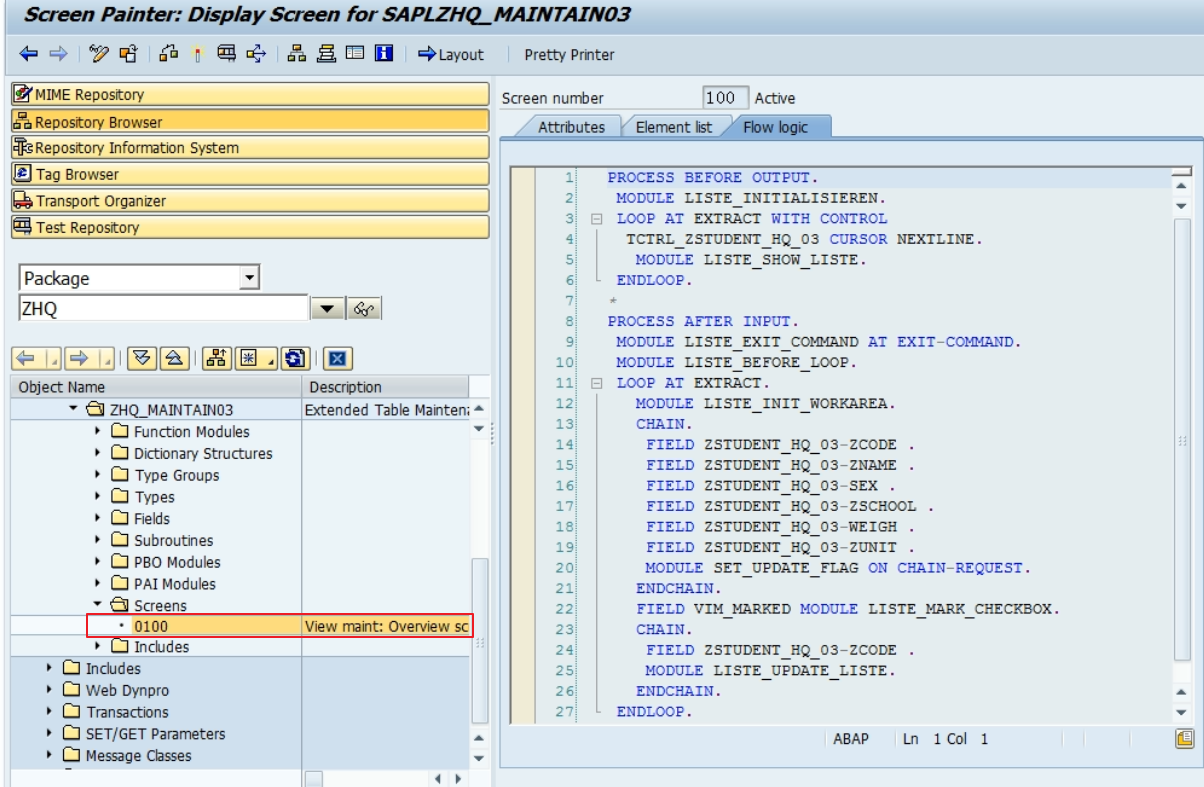 Screen Painter: Display Screen for SAPLZHQ_MAINTAIN03
Layout
Pretty Printer
MIME Repository
Repository Browser
Repository Information System
Tag Browser
Transport Organizer
Test Repository
Package
ZHQ
Object Name Description
ZHQ_MAINTAIN03 Extended Table Maintena
Function Modules
Dictionary Structures
Type Groups
Types
Fields
Subroutines
PBO Modules
PAI Modules
Screens
0100 View maint: Overview sc
Includes
Includes
Web Dynpro
Transactions
SET/GET Parameters
Message Classes
Screen number 100 Active
Attributes Element list Flow logic
1 PROCESS BEFORE OUTPUT.
2 MODULE LISTE_INITIALISIEREN.
3 LOOP AT EXTRACT WITH CONTROL
4 TCTRL_ZSTUDENT_HQ_03 CURSOR NEXTLINE.
5 MODULE LISTE_SHOW_LISTE.
6 ENDLOOP.
7 *
8 PROCESS AFTER INPUT.
9 MODULE LISTE_EXIT_COMMAND AT EXIT-COMMAND.
10 MODULE LISTE_BEFORE_LOOP.
11 LOOP AT EXTRACT.
12 MODULE LISTE_INIT_WORKAREA.
13 CHAIN.
14 FIELD ZSTUDENT_HQ_03-ZCODE .
15 FIELD ZSTUDENT_HQ_03-ZNAME .
16 FIELD ZSTUDENT_HQ_03-SEX .
17 FIELD ZSTUDENT_HQ_03-ZSCHOOL .
18 FIELD ZSTUDENT_HQ_03-WEIGH .
19 FIELD ZSTUDENT_HQ_03-ZUNIT .
20 MODULE SET_UPDATE_FLAG ON CHAIN-REQUEST.
21 ENDCHAIN.
22 FIELD VIM_MARKED MODULE LISTE_MARK_CHECKBOX.
23 CHAIN.
24 FIELD ZSTUDENT_HQ_03-ZCODE .
25 MODULE LISTE_UPDATE_LISTE.
26 ENDCHAIN.
27 ENDLOOP.
ABAP Ln 1 Col 1